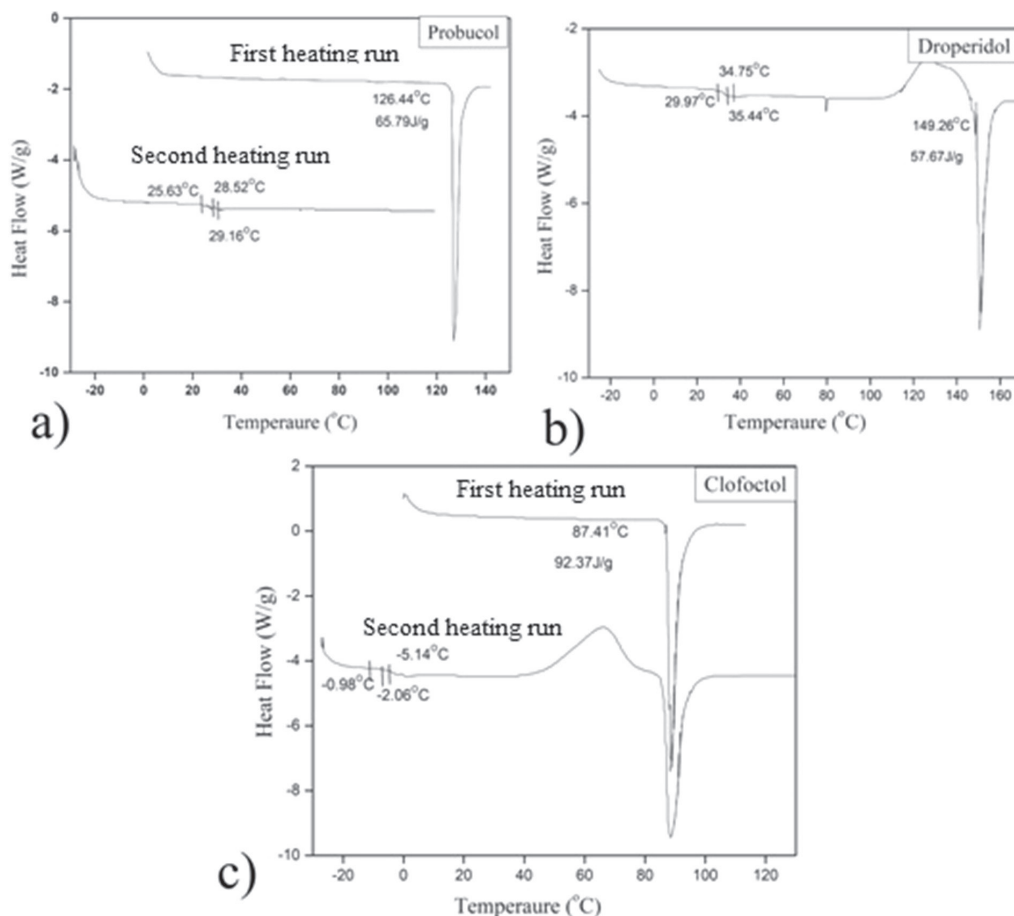 Probucol
First heating run
126.44°C
65.79J/g
Second heating run
25.63°C
28.52°C
29.16°C
0
-2
-4
-6
-8
-10
Heat Flow (W/g)
-20 0 20 40 60 80 100 120 140
Temperaure (°C)
a)
Droperidol
34.75°C
29.97°C
35.44°C
149.26°C
57.67J/g
-2
-4
-6
-8
-10
Heat Flow (W/g)
-20 0 20 40 60 80 100 120 140 160
Temperaure (°C)
b)
Clofoctol
First heating run
87.41°C
92.37J/g
Second heating run
-5.14°C
-0.98°C
-2.06°C
2
0
-2
-4
-6
-8
-10
Heat Flow (W/g)
-20 0 20 40 60 80 100 120
Temperaure (°C)
c)